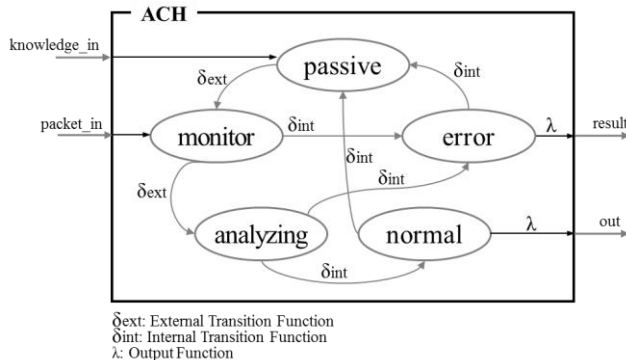 ACH
knowledge_in
passive
δext
δint
packet_in
monitor
δint
error
λ
result
δint
δint
δext
analyzing
normal
λ
out
δint
δext: External Transition Function
δint: Internal Transition Function
λ: Output Function